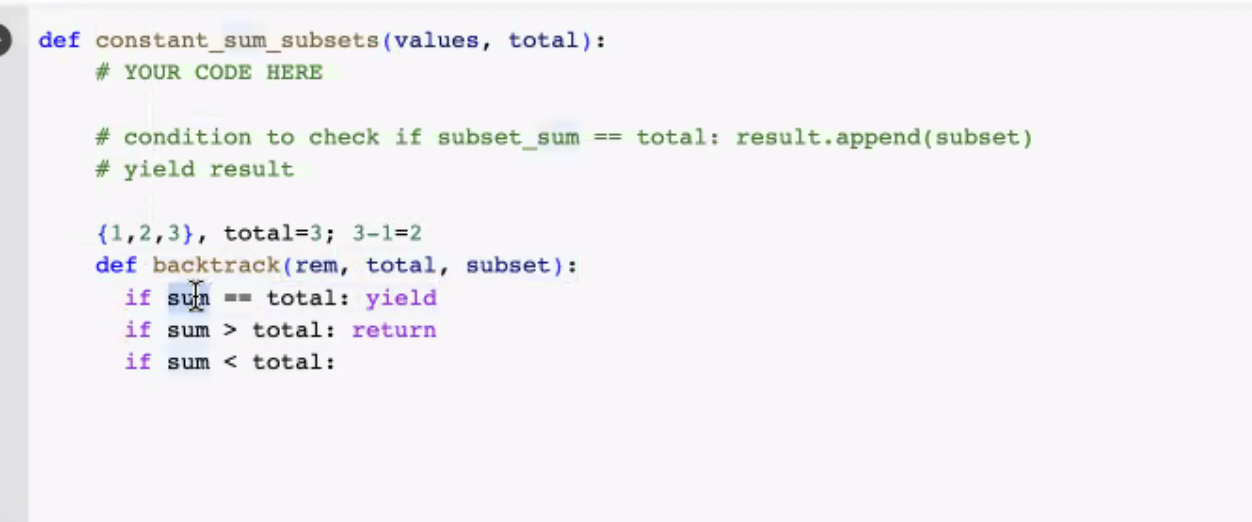 def constant_sum_subsets(values, total):
# YOUR CODE HERE
# condition to check if subset_sum == total: result.append(subset)
# yield result
{1,2,3}, total=3; 3-1=2
def backtrack(rem, total, subset):
if sum == total: yield
if sum > total: return
if sum < total: